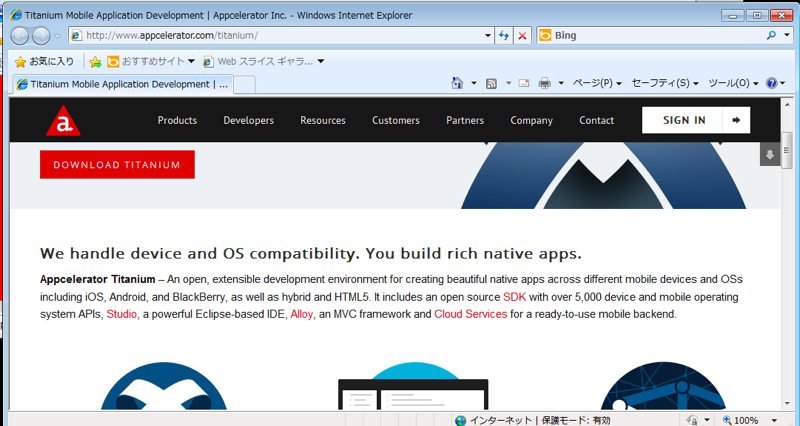 Titanium Mobile Application Development | Appcelerator Inc. - Windows Internet Explorer
http://www.appcelerator.com/titanium/
Bing
お気に入り
おすすめサイト
Web スライス ギャラ...
Titanium Mobile Application Development | ...
ページ(P)
セーフティ(S)
ツール(O)
a.
Products
Developers
Resources
Customers
Partners
Company
Contact
SIGN IN
DOWNLOAD TITANIUM
We handle device and OS compatibility. You build rich native apps.
Appcelerator Titanium – An open, extensible development environment for creating beautiful native apps across different mobile devices and OSs
including iOS, Android, and BlackBerry, as well as hybrid and HTML5. It includes an open source SDK with over 5,000 device and mobile operating
system APIs, Studio, a powerful Eclipse-based IDE, Alloy, an MVC framework and Cloud Services for a ready-to-use mobile backend.
インターネット | 保護モード: 有効
100%